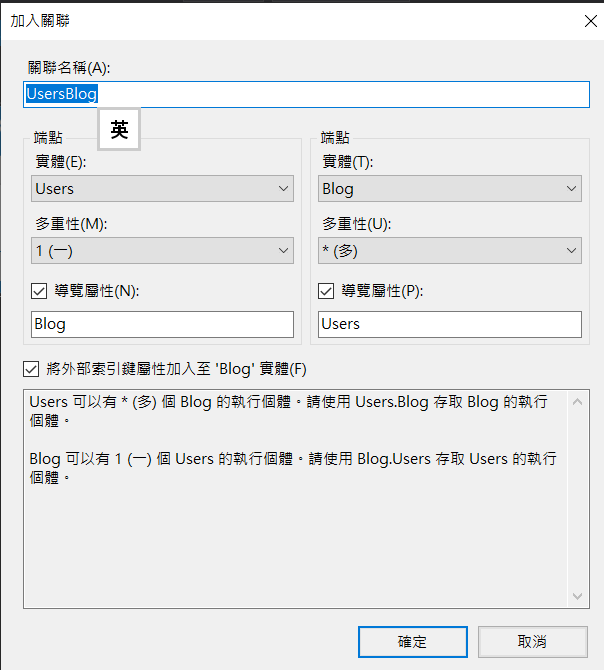 加入關聯
關聯名稱(A):
UsersBlog
英
端點
實體(E):
Users
多重性(M):
1 (一)
導覽屬性(N):
Blog
端點
實體(T):
Blog
多重性(U):
* (多)
導覽屬性(P):
Users
將外部索引鍵屬性加入至 'Blog' 實體(F)
Users 可以有 * (多) 個 Blog 的執行個體。請使用 Users.Blog 存取 Blog 的執行
個體。
Blog 可以有 1 (一) 個 Users 的執行個體。請使用 Blog.Users 存取 Users 的執行
個體。
確定
取消